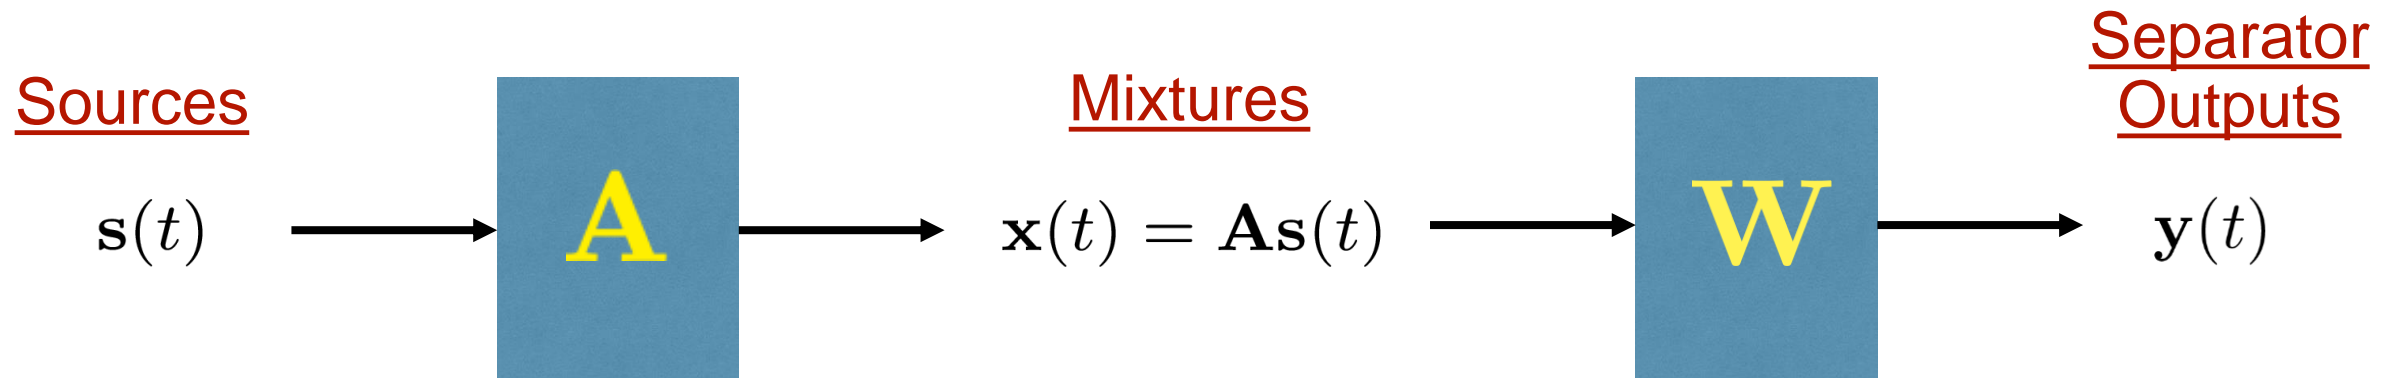 Sources
s(t)
A
Mixtures
x(t) = As(t)
W
Separator
Outputs
y(t)